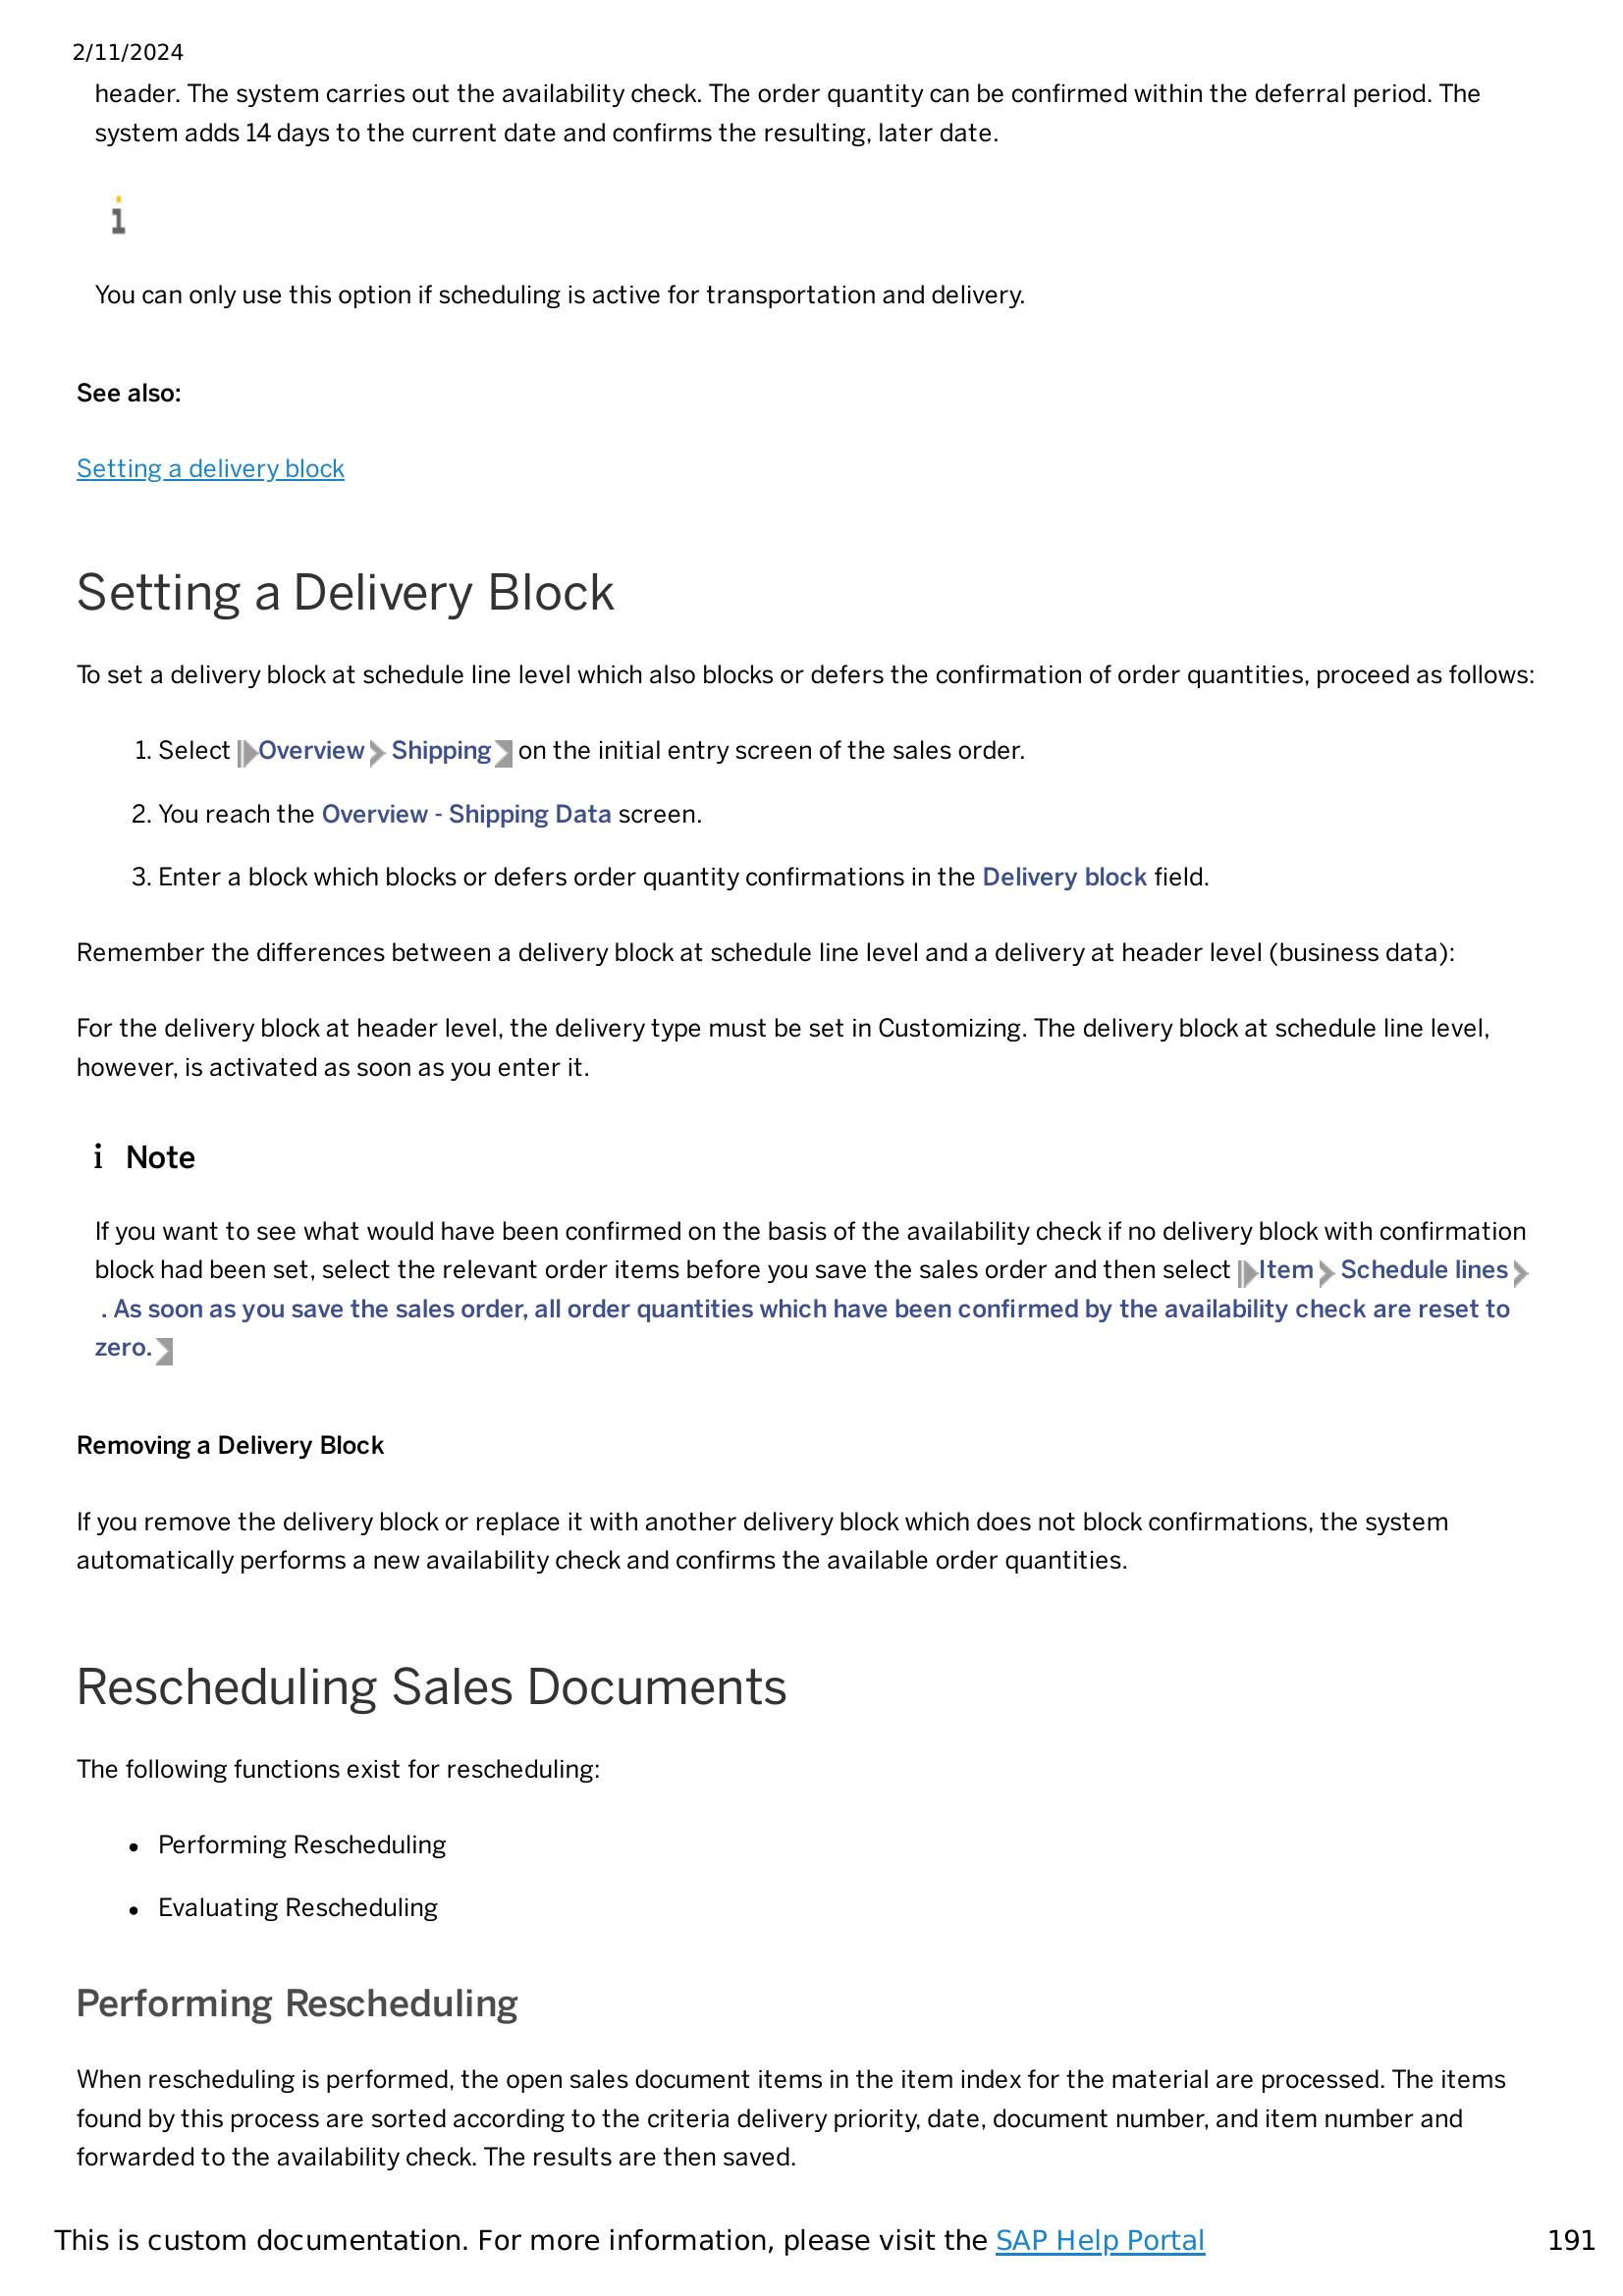 2/11/2024
header. The system carries out the availability check. The order quantity can be confirmed within the deferral period. The
system adds 14 days to the current date and confirms the resulting, later date.
i
You can only use this option if scheduling is active for transportation and delivery.
See also:
Setting a delivery block
Setting a Delivery Block
To set a delivery block at schedule line level which also blocks or defers the confirmation of order quantities, proceed as follows:
1. Select Overview Shipping on the initial entry screen of the sales order.
2. You reach the Overview - Shipping Data screen.
3. Enter a block which blocks or defers order quantity confirmations in the Delivery block field.
Remember the differences between a delivery block at schedule line level and a delivery at header level (business data):
For the delivery block at header level, the delivery type must be set in Customizing. The delivery block at schedule line level,
however, is activated as soon as you enter it.
i Note
If you want to see what would have been confirmed on the basis of the availability check if no delivery block with confirmation
block had been set, select the relevant order items before you save the sales order and then select Item Schedule lines
. As soon as you save the sales order, all order quantities which have been confirmed by the availability check are reset to
zero.
Removing a Delivery Block
If you remove the delivery block or replace it with another delivery block which does not block confirmations, the system
automatically performs a new availability check and confirms the available order quantities.
Rescheduling Sales Documents
The following functions exist for rescheduling:
• Performing Rescheduling
• Evaluating Rescheduling
Performing Rescheduling
When rescheduling is performed, the open sales document items in the item index for the material are processed. The items
found by this process are sorted according to the criteria delivery priority, date, document number, and item number and
forwarded to the availability check. The results are then saved.
This is custom documentation. For more information, please visit the SAP Help Portal 191